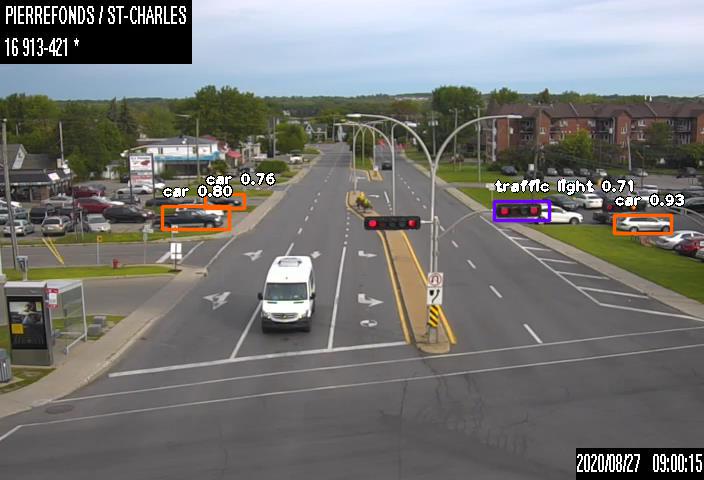 PIERREFONDS / ST-CHARLES
16 913-421 *
car 0.76
car 0.80
traffic light 0.71
car 0.93
2020/08/27 09:00:15